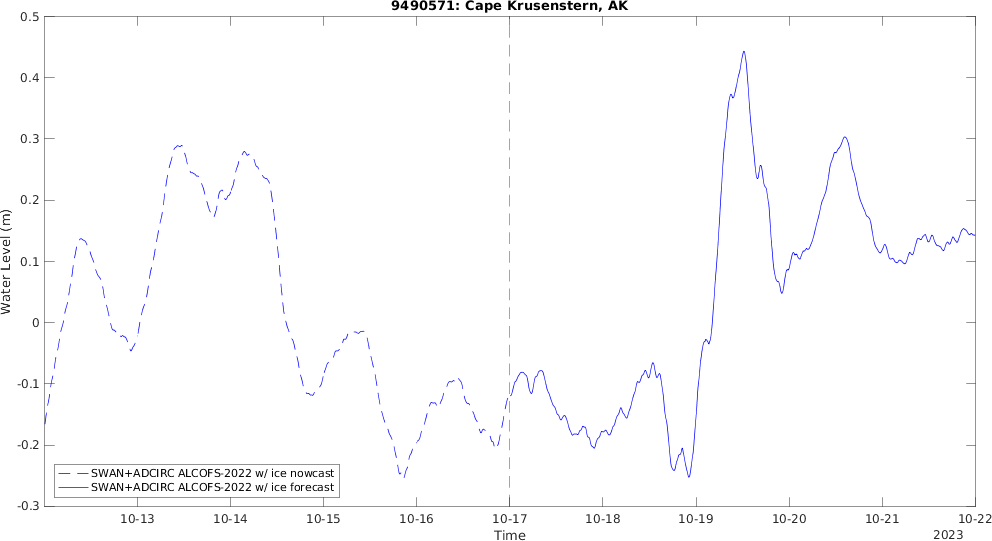 9490571: Cape Krusenstern, AK
0.5
0.4
0.3
0.2
0.1
0
-0.1
-0.2
-0.3
Water Level (m)
SWAN+ADCIRC ALCOFS-2022 w/ ice nowcast
SWAN+ADCIRC ALCOFS-2022 w/ ice forecast
10-13 10-14 10-15 10-16 10-17 10-18 10-19 10-20 10-21 10-22
Time
2023